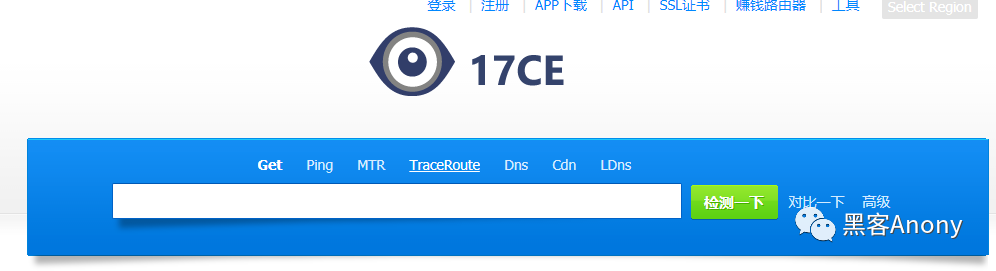 登录 | 注册 | APP下载 | API | SSL证书 | 赚钱路由器 | 工具 Select Region
17CE
Get Ping MTR TraceRoute Dns Cdn LDns
检测一下 对比一下 高级
黑客Anony